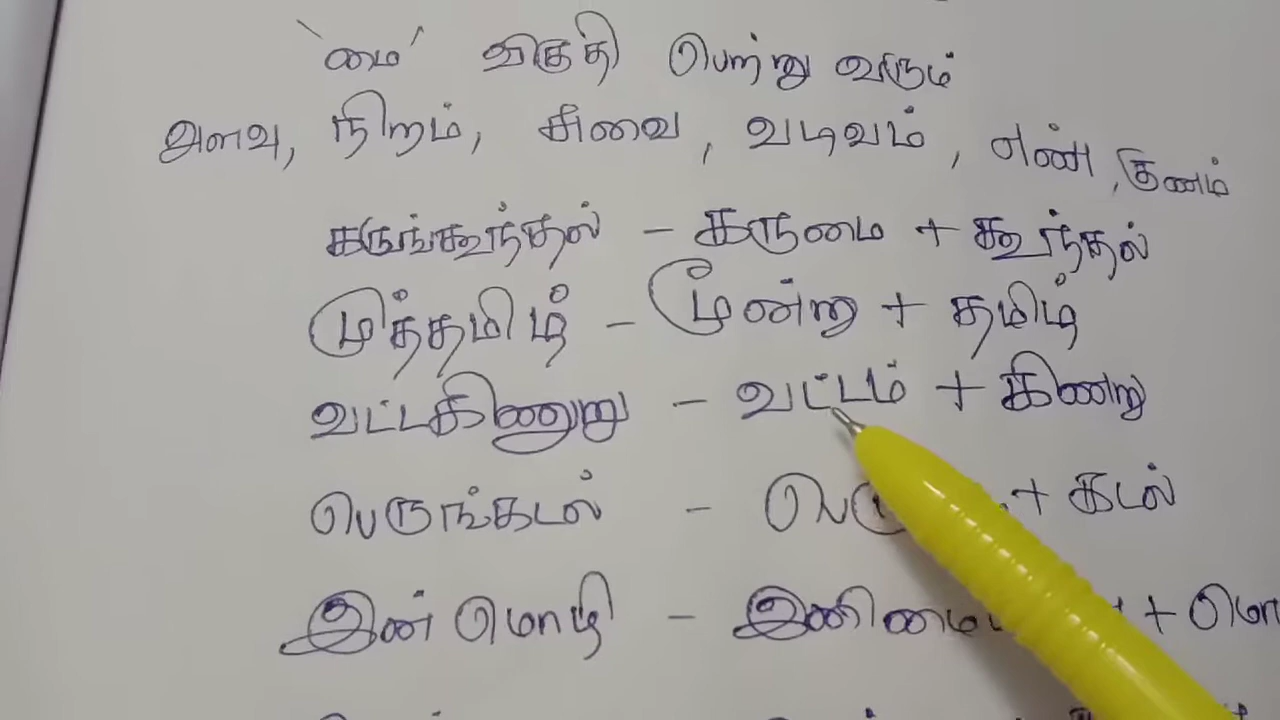 'மை' விகுதி பெற்று வரும்
அளவு, நிறம், சுவை, வடிவம், எண், குணம்
கருங்கூந்தல் - கருமை + கூந்தல்
முத்தமிழ் - மூன்று + தமிழ்
வட்டகிணறு - வட்டம் + கிணறு
பெருங்கடல் - + கடல்
இன் மொழி - இனிமை +